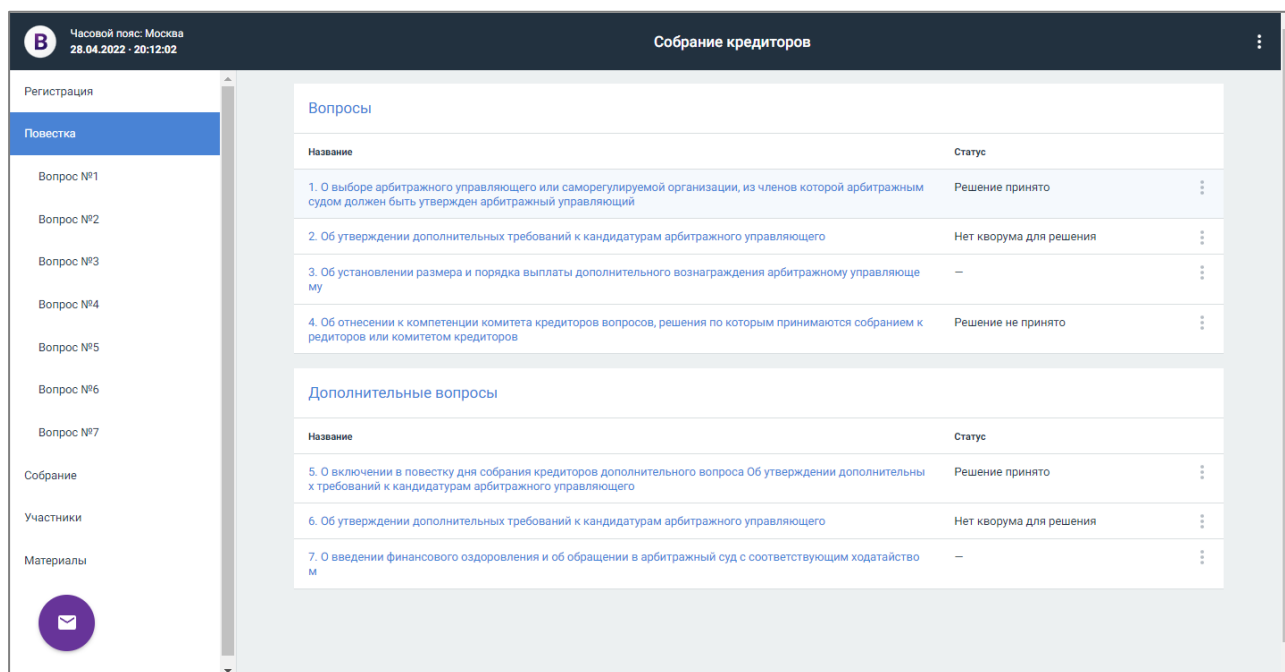 B
Часовой пояс: Москва
28.04.2022 · 20:12:02
Собрание кредиторов
Регистрация
Повестка
Вопрос №1
Вопрос №2
Вопрос №3
Вопрос №4
Вопрос №5
Вопрос №6
Вопрос №7
Собрание
Участники
Материалы
Вопросы
Название Статус
1. О выборе арбитражного управляющего или саморегулируемой организации, из членов которой арбитражным Решение принято
судом должен быть утвержден арбитражный управляющий
2. Об утверждении дополнительных требований к кандидатурам арбитражного управляющего Нет кворума для решения
3. Об установлении размера и порядка выплаты дополнительного вознаграждения арбитражному управляюще –
му
4. Об отнесении к компетенции комитета кредиторов вопросов, решения по которым принимаются собранием к Решение не принято
редиторов или комитетом кредиторов
Дополнительные вопросы
Название Статус
5. О включении в повестку дня собрания кредиторов дополнительного вопроса Об утверждении дополнительны Решение принято
х требований к кандидатурам арбитражного управляющего
6. Об утверждении дополнительных требований к кандидатурам арбитражного управляющего Нет кворума для решения
7. О введении финансового оздоровления и об обращении в арбитражный суд с соответствующим ходатайство –
м